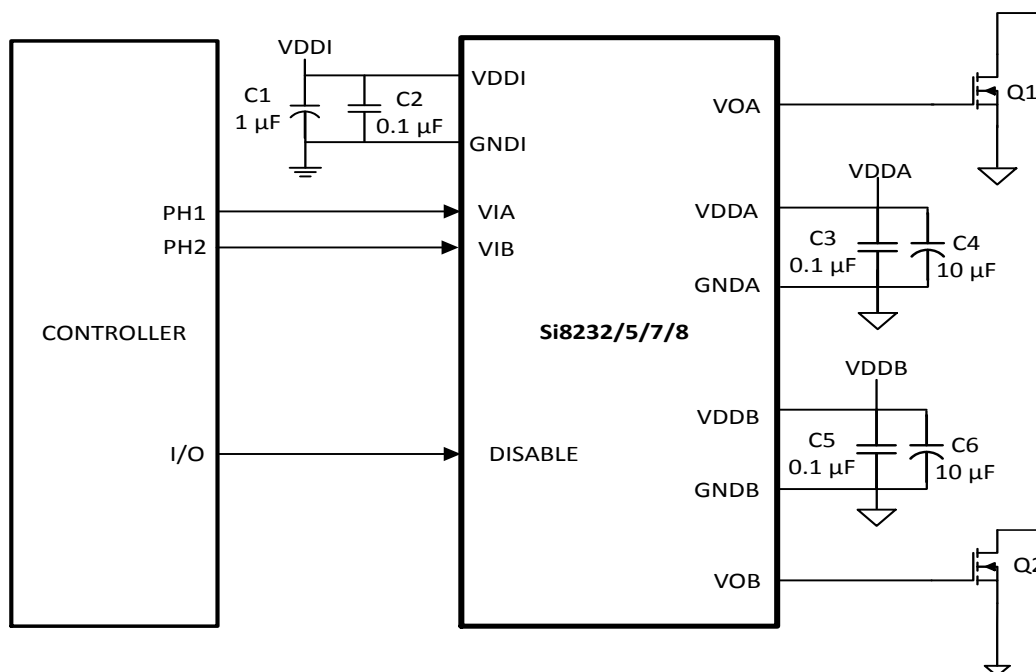 VDDI
C1
1 µF
C2
0.1 µF
VDDI
GNDI
VOA
Q1
PH1
VIA
PH2
VIB
VDDA
VDDA
C3
0.1 µF
C4
10 µF
GNDA
CONTROLLER
Si8232/5/7/8
VDDB
VDDB
C5
0.1 µF
C6
10 µF
GNDB
I/O
DISABLE
VOB
Q2